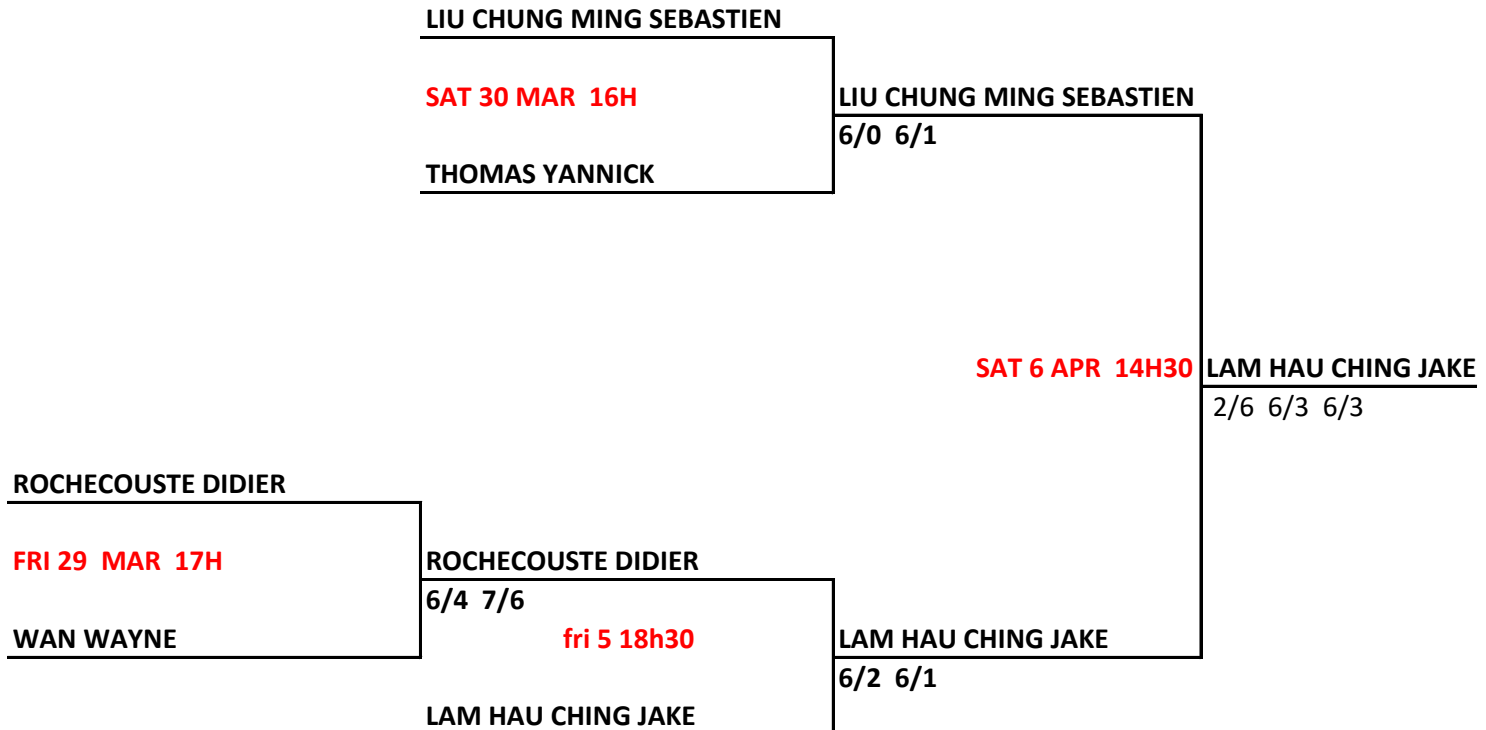 LIU CHUNG MING SEBASTIEN
SAT 30 MAR  16H
LIU CHUNG MING SEBASTIEN
6/0  6/1
THOMAS YANNICK
SAT 6 APR  14H30
LAM HAU CHING JAKE
2/6  6/3  6/3
ROCHECOUSTE DIDIER
FRI 29  MAR  17H
ROCHECOUSTE DIDIER
6/4  7/6
WAN WAYNE
fri 5 18h30
LAM HAU CHING JAKE
6/2  6/1
LAM HAU CHING JAKE